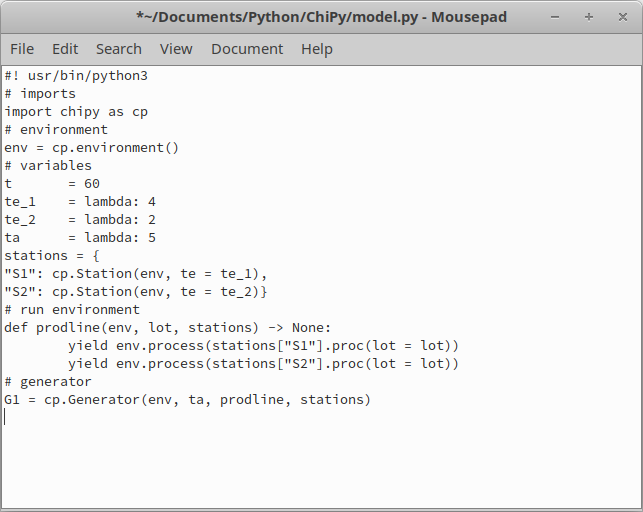 *~/Documents/Python/ChiPy/model.py - Mousepad
File Edit Search View Document Help
#! usr/bin/python3
# imports
import chipy as cp
# environment
env = cp.environment()
# variables
t       = 60
te_1    = lambda: 4
te_2    = lambda: 2
ta      = lambda: 5
stations = {
"S1": cp.Station(env, te = te_1),
"S2": cp.Station(env, te = te_2)}
# run environment
def prodline(env, lot, stations) -> None:
        yield env.process(stations["S1"].proc(lot = lot))
        yield env.process(stations["S2"].proc(lot = lot))
# generator
G1 = cp.Generator(env, ta, prodline, stations)